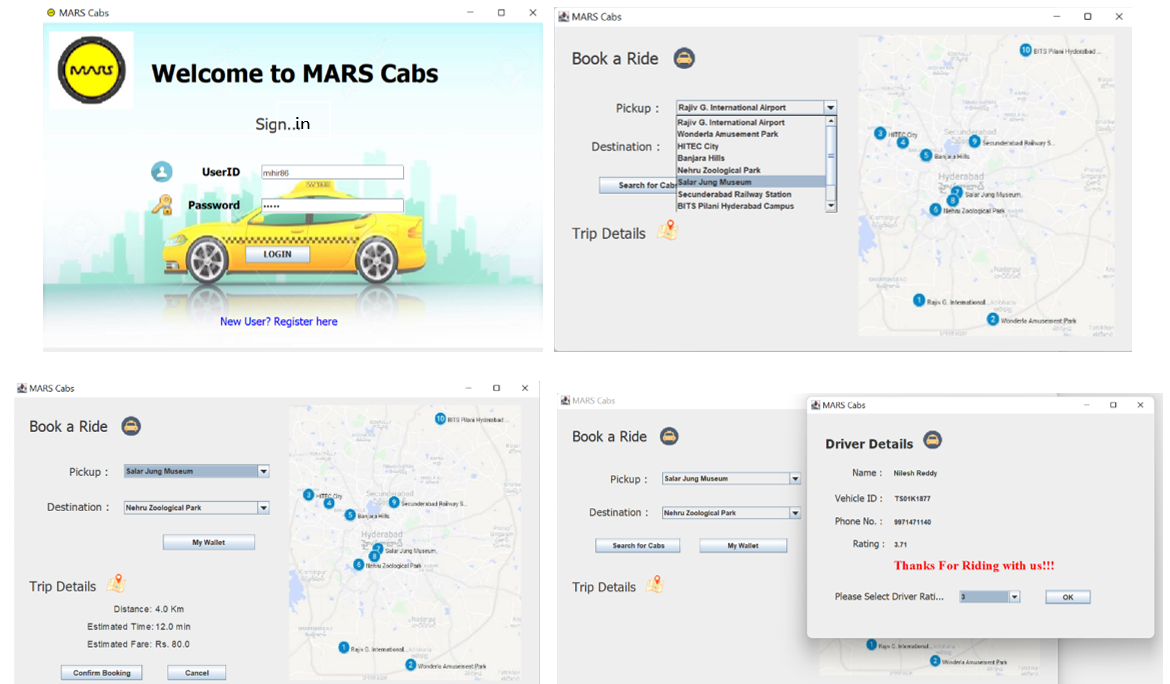 MARS Cabs
MARS
Welcome to MARS Cabs
Sign..in
UserID mihir86
Password •••••
LOGIN
New User? Register here
MARS Cabs
Book a Ride
Pickup : Rajiv G. International Airport
Rajiv G. International Airport
Wonderla Amusement Park
HITEC City
Banjara Hills
Nehru Zoological Park
Salar Jung Museum
Secunderabad Railway Station
BITS Pilani Hyderabad Campus
Destination :
Search for Cabs
Trip Details
10 BITS Pilani Hyderabad ...
Secunderabad
3 HITEC City
4
9 Secunderabad Railway S...
5 Banjara Hills
Hyderabad
7 Salar Jung Museum
8
6 Nehru Zoological Park
1 Rajiv G. International...
2 Wonderla Amusement Park
MARS Cabs
Book a Ride
Pickup : Salar Jung Museum
Destination : Nehru Zoological Park
My Wallet
Trip Details
Distance: 4.0 Km
Estimated Time: 12.0 min
Estimated Fare: Rs. 80.0
Confirm Booking Cancel
10 BITS Pilani Hyderabad...
Secunderabad
3 HITEC City
4
9 Secunderabad Railway S...
5 Banjara Hills
Hyderabad
7 Salar Jung Museum
8
6 Nehru Zoological Park
1 Rajiv G. International...
2 Wonderla Amusement Park
MARS Cabs
Book a Ride
Pickup : Salar Jung Museum
Destination : Nehru Zoological Park
Search for Cabs My Wallet
Trip Details
MARS Cabs
Driver Details
Name : Nilesh Reddy
Vehicle ID : TS01K1877
Phone No. : 9971471140
Rating : 3.71
Thanks For Riding with us!!!
Please Select Driver Rati... 3 OK
1 Rajiv G. International...
2 Wonderla Amusement Park